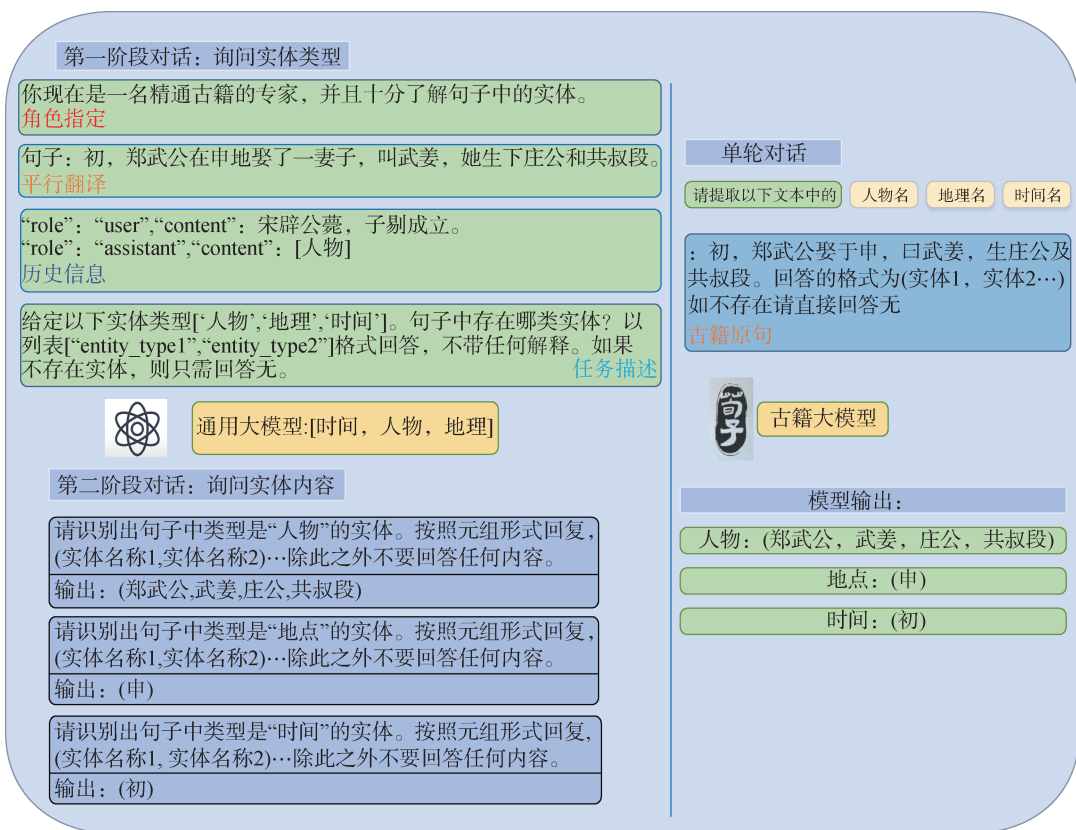 第一阶段对话：询问实体类型
你现在是一名精通古籍的专家，并且十分了解句子中的实体。
角色指定
句子：初，郑武公在申地娶了一妻子，叫武姜，她生下庄公和共叔段。
平行翻译
“role”：“user”,“content”：宋辟公薨，子剔成立。
“role”：“assistant”,“content”：[人物]
历史信息
给定以下实体类型[‘人物’,‘地理’,‘时间’]。句子中存在哪类实体？以
列表[“entity_type1”,“entity_type2”]格式回答，不带任何解释。如果
不存在实体，则只需回答无。
任务描述
通用大模型:[时间，人物，地理]
第二阶段对话：询问实体内容
请识别出句子中类型是“人物”的实体。按照元组形式回复,
(实体名称1,实体名称2)…除此之外不要回答任何内容。
输出：(郑武公,武姜,庄公,共叔段)
请识别出句子中类型是“地点”的实体。按照元组形式回复,
(实体名称1,实体名称2)…除此之外不要回答任何内容。
输出：(申)
请识别出句子中类型是“时间”的实体。按照元组形式回复,
(实体名称1, 实体名称2)…除此之外不要回答任何内容。
输出：(初)
单轮对话
请提取以下文本中的 人物名 地理名 时间名
：初，郑武公娶于申，曰武姜，生庄公及
共叔段。回答的格式为(实体1，实体2…)
如不存在请直接回答无
古籍原句
荀子
古籍大模型
模型输出：
人物：(郑武公，武姜，庄公，共叔段)
地点：(申)
时间：(初)